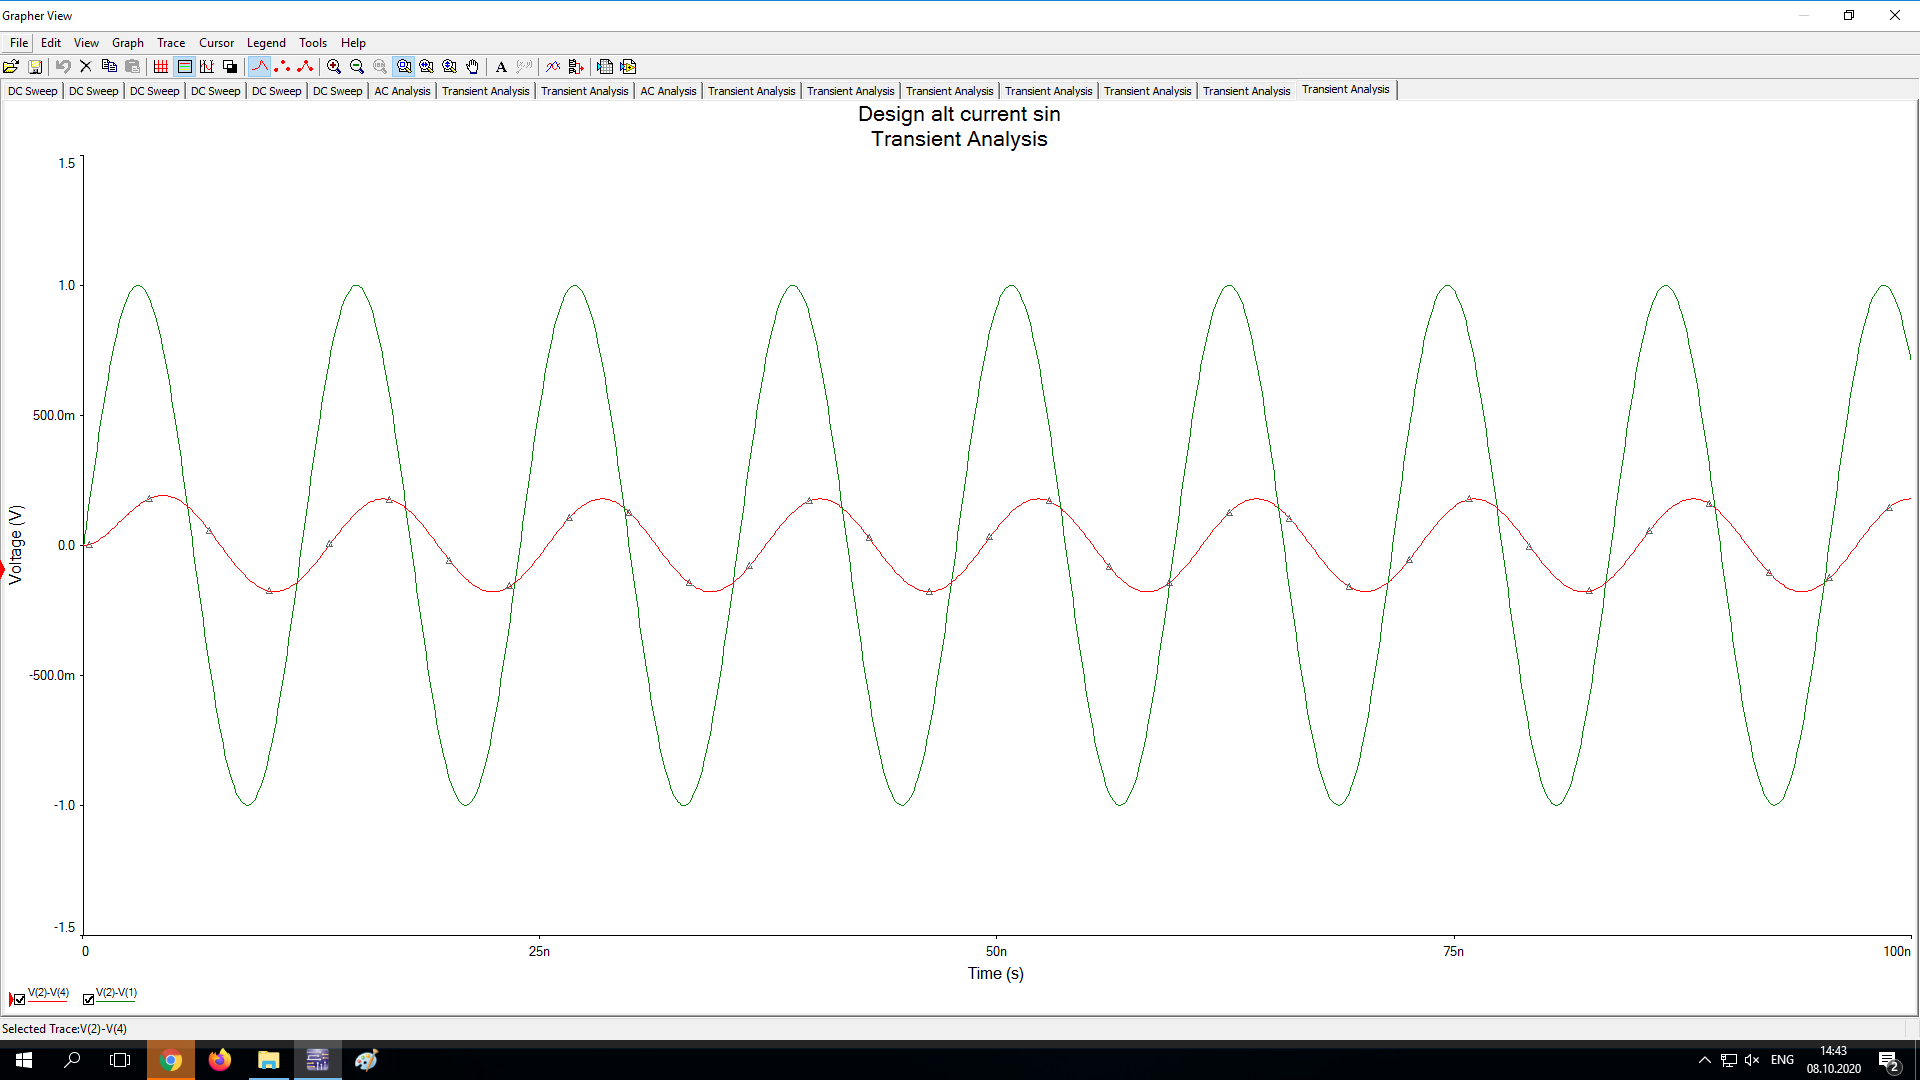 Grapher View
File Edit View Graph Trace Cursor Legend Tools Help
DC Sweep DC Sweep DC Sweep DC Sweep DC Sweep DC Sweep AC Analysis Transient Analysis Transient Analysis AC Analysis Transient Analysis Transient Analysis Transient Analysis Transient Analysis Transient Analysis Transient Analysis Transient Analysis
Design alt current sin
Transient Analysis
1.5
1.0
500.0m
0.0
-500.0m
-1.0
-1.5
Voltage (V)
0 25n 50n 75n 100n
Time (s)
V(2)-V(4) V(2)-V(1)
Selected Trace:V(2)-V(4)
ENG
14:43
08.10.2020
2